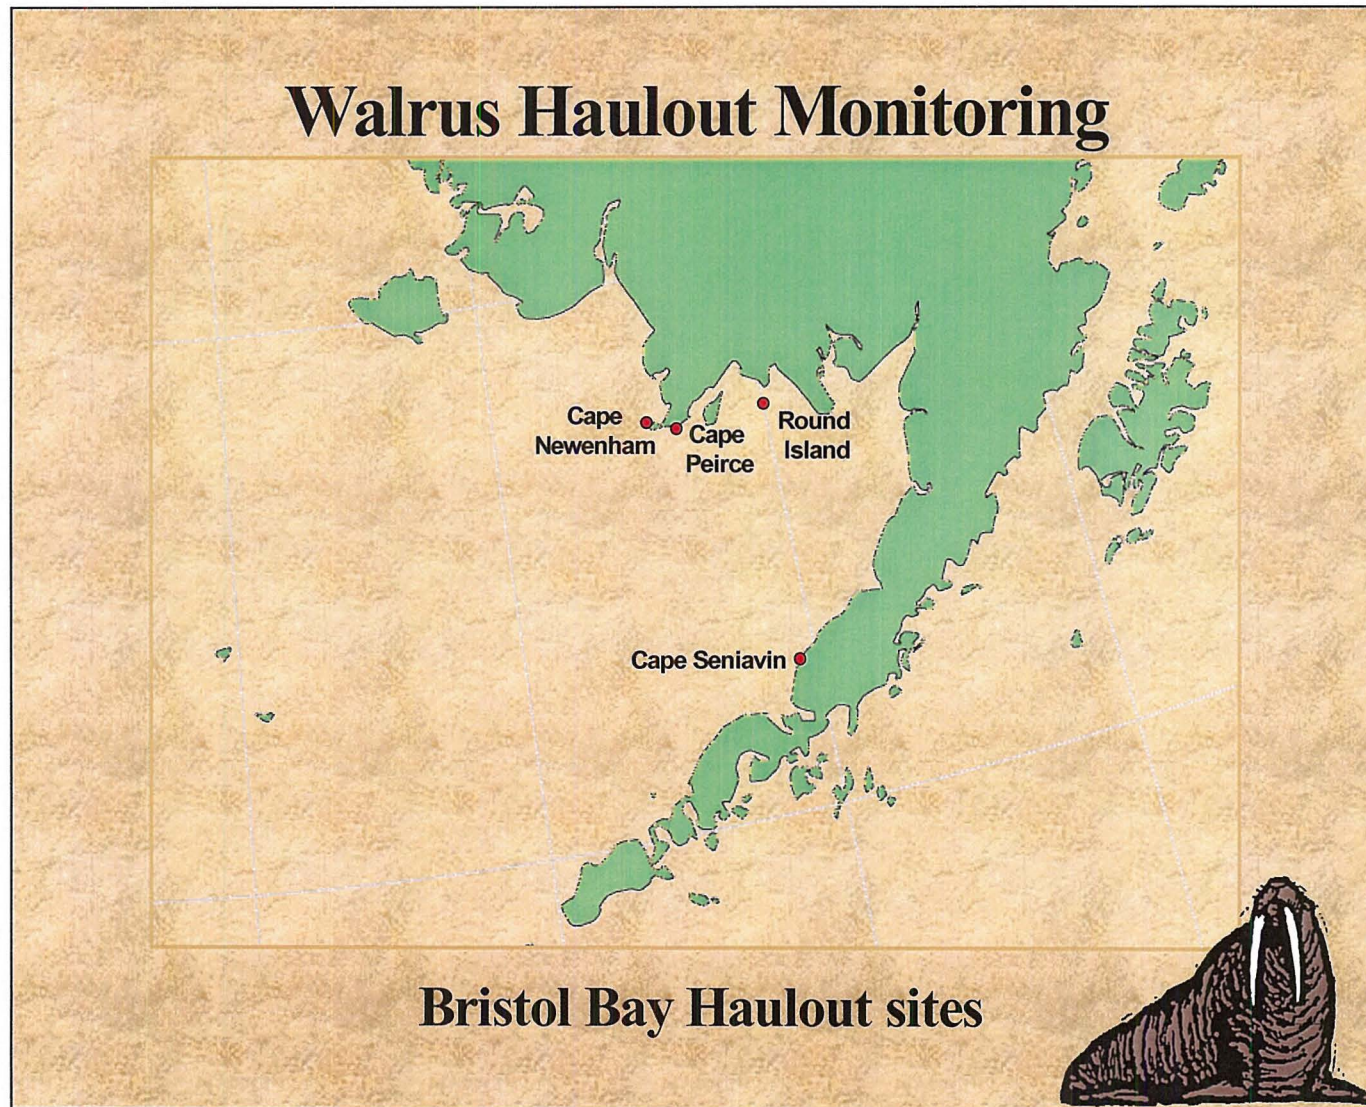 Walrus Haulout Monitoring
Cape
Newenham
Cape
Peirce
Round
Island
Cape Seniavin
Bristol Bay Haulout sites